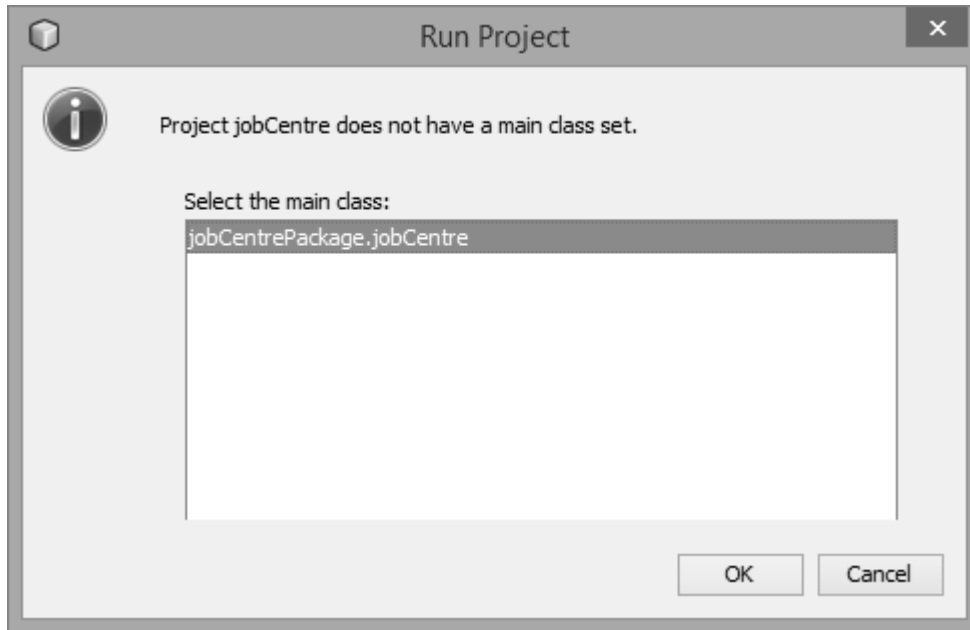 Run Project
Project jobCentre does not have a main class set.
Select the main class:
jobCentrePackage.jobCentre
OK Cancel